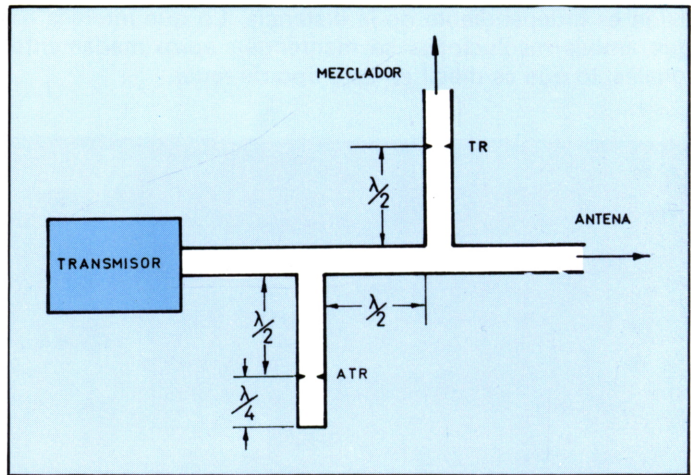 MEZCLADOR
TR
λ/2
ANTENA
TRANSMISOR
λ/2
λ/2
ATR
λ/4